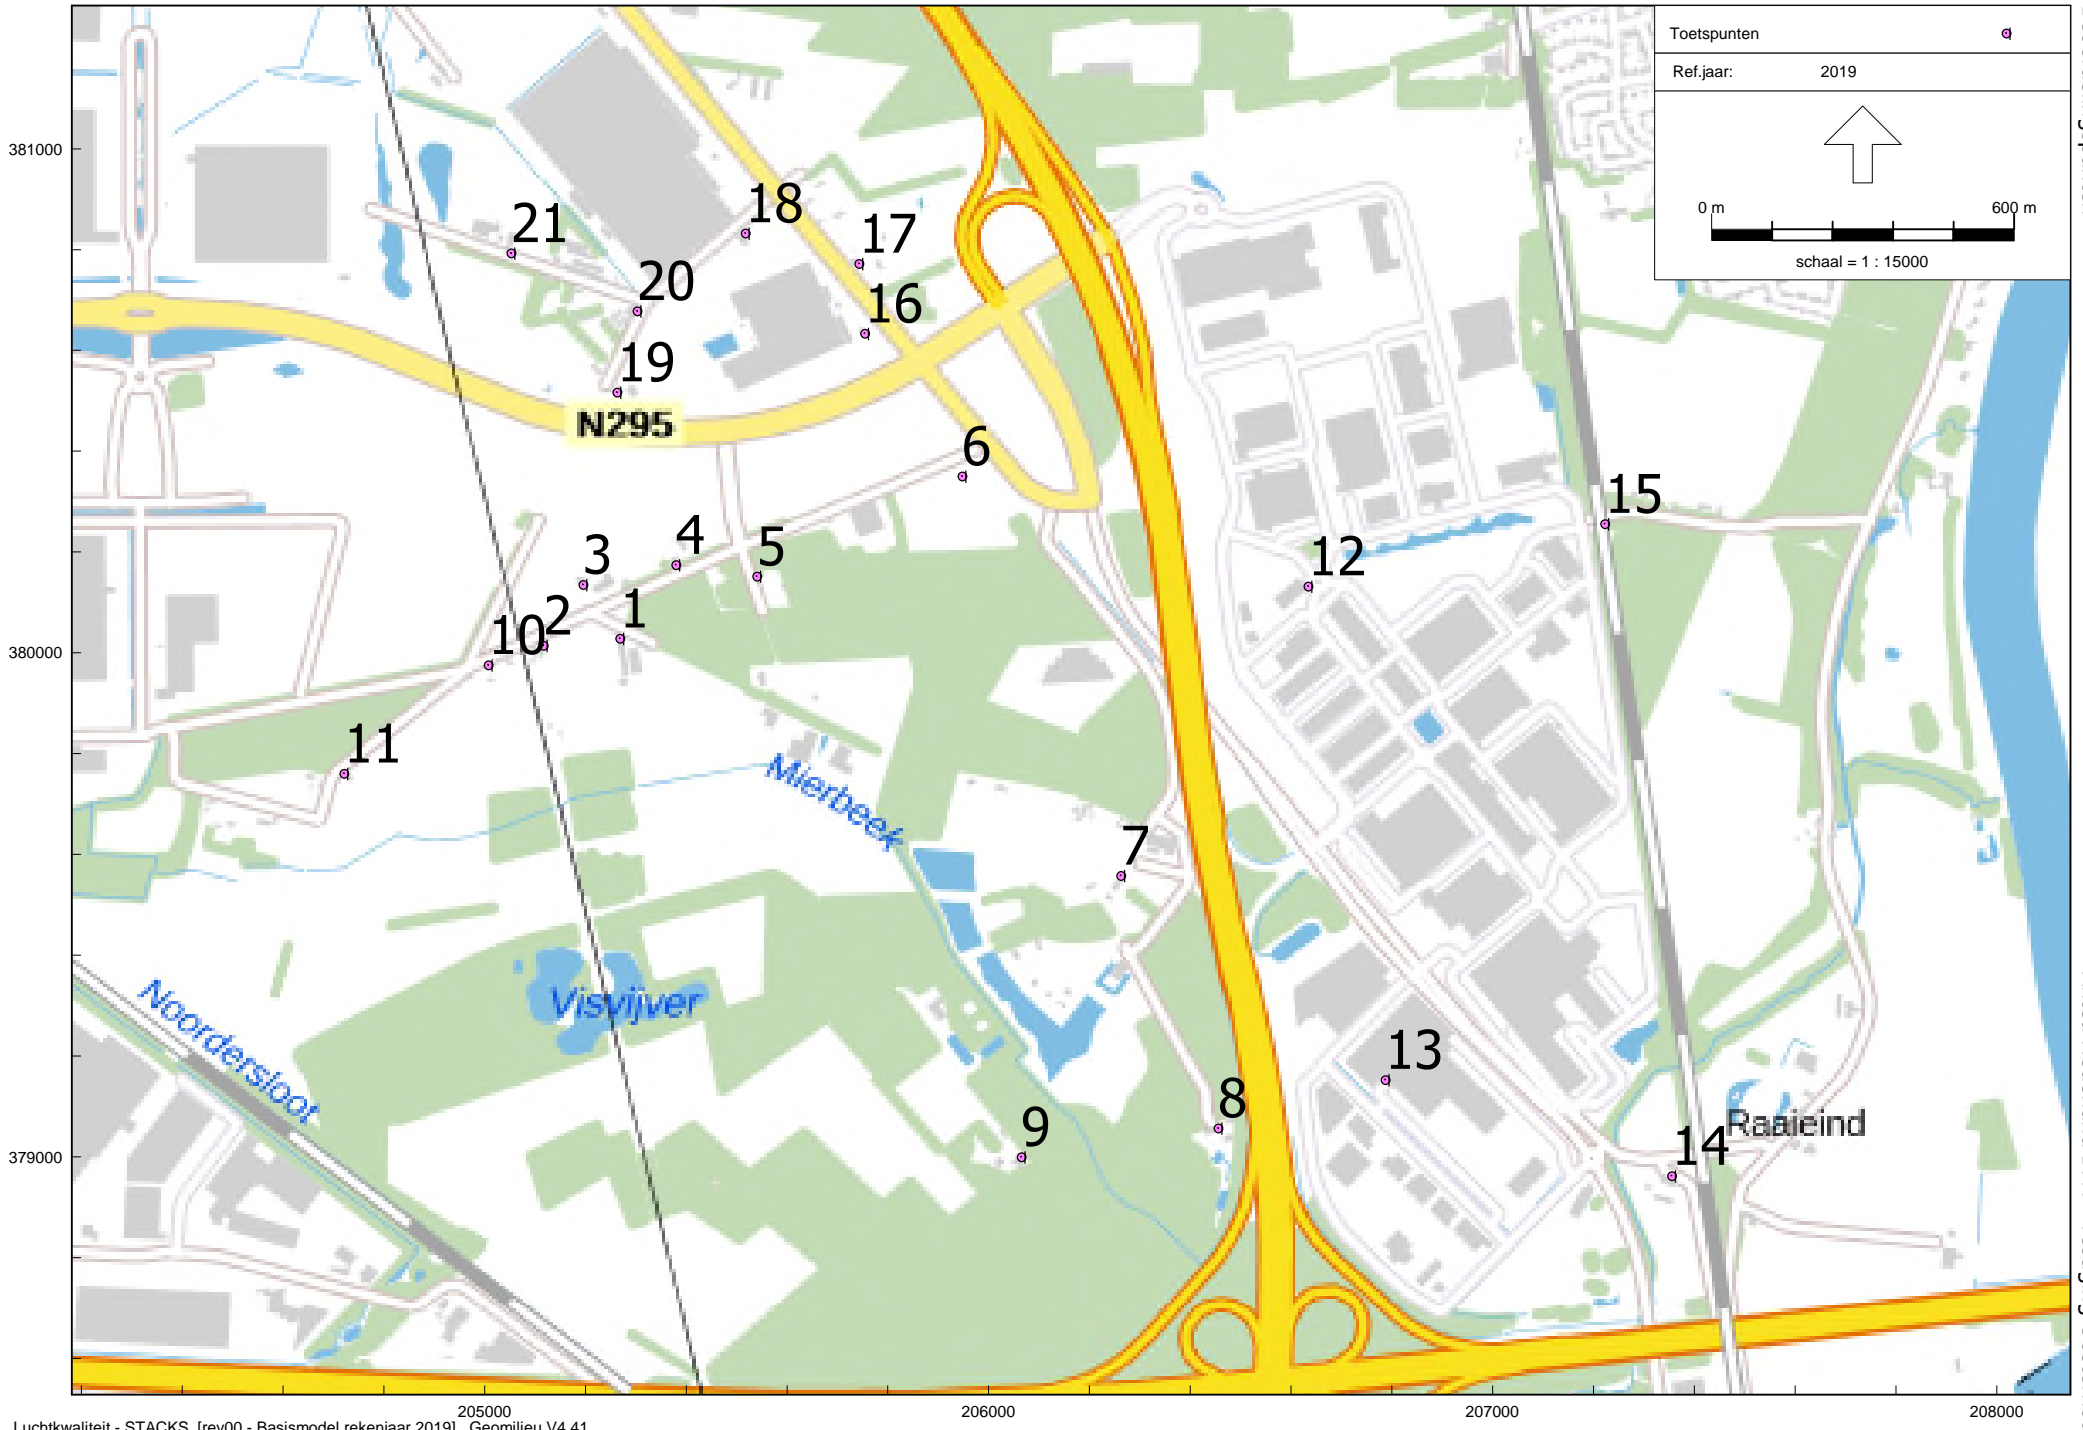 Toetspunten
Ref.jaar: 2019
0 m 600 m
schaal = 1 : 15000
381000
18
17
21
20
16
19
N295
6
15
4
5
3
12
1
2
10
380000
11
Mierbeek
7
Visvijver
Noordersloot
13
8
9
Raaieind
14
379000
205000 206000 207000 208000
Luchtkwaliteit - STACKS, [rev00 - Basismodel rekenjaar 2019], Geomilieu V4.41